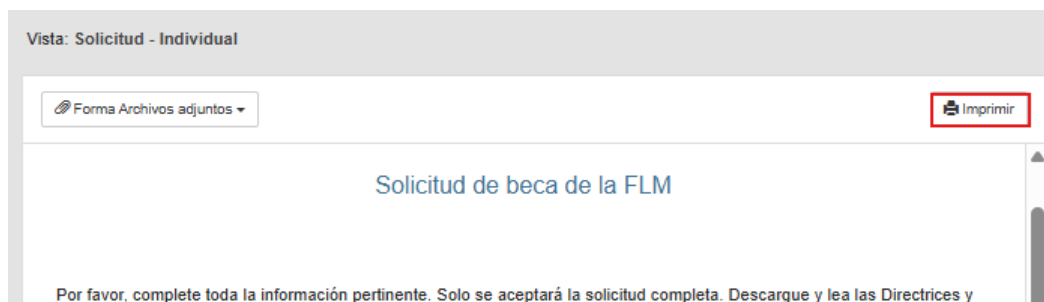 Vista: Solicitud - Individual
Forma Archivos adjuntos
Imprimir
Solicitud de beca de la FLM
Por favor, complete toda la información pertinente. Solo se aceptará la solicitud completa. Descargue y lea las Directrices y